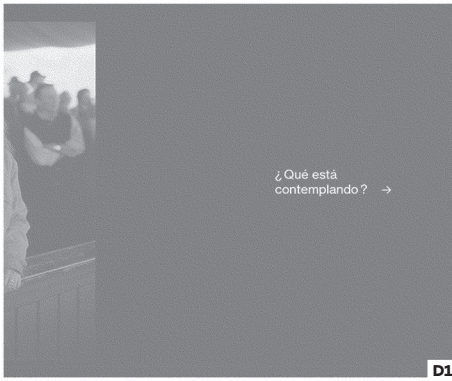 ¿Qué está
contemplando? →
D1